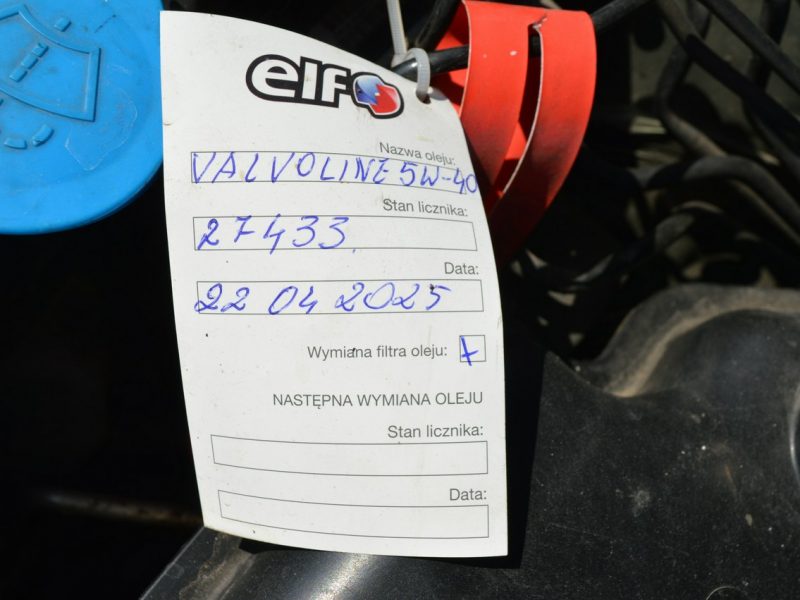 elf
Nazwa oleju:
VALVOLINE 5W-40
Stan licznika:
27433
Data:
22 04 2025
Wymiana filtra oleju: +
NASTĘPNA WYMIANA OLEJU
Stan licznika:
Data: